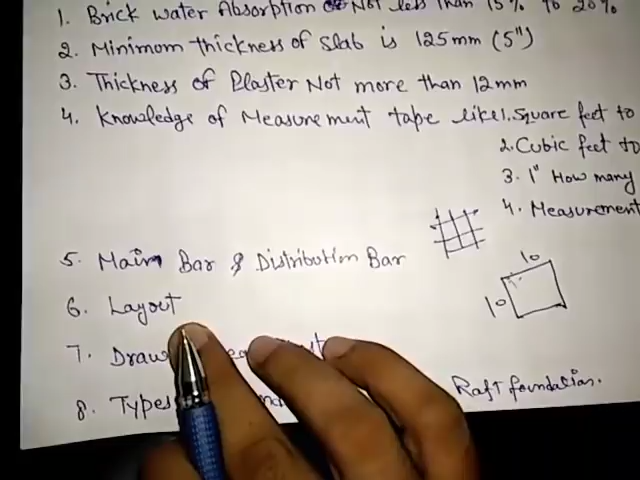 1. Brick water Absorption Not less than 15% to 20%
2. Minimom thickness of slab is 125mm (5")
3. Thickness of Plaster Not more than 12mm
4. Knowledge of Measurement tape like 1. Square feet to
2. Cubic feet to
3. 1" How many
4. Measurement
5. Main Bar & Distribution Bar
10
6. Layout
10
7. Draw
8. Types
Raft foundation.